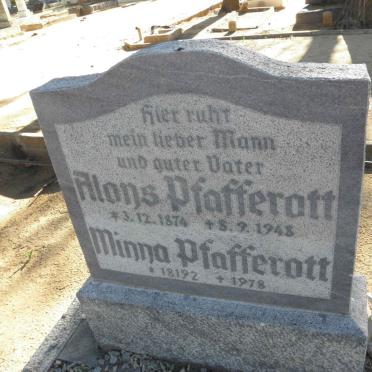 Hier ruht
mein lieber Mann
und guter Vater
Alons Pfafferott
* 3.12.1874 + 5.9.1948
Minna Pfafferott
* 18192 + 1978